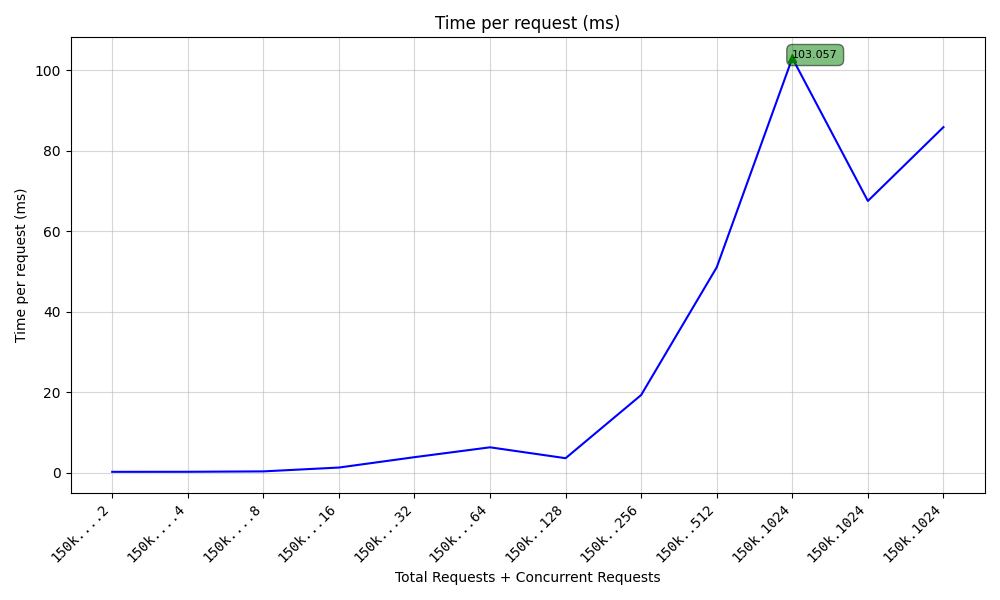 Time per request (ms)
103.057
Time per request (ms)
100
80
60
40
20
0
150k....2
150k....4
150k....8
150k...16
150k...32
150k...64
150k..128
150k..256
150k..512
150k.1024
150k.1024
150k.1024
Total Requests + Concurrent Requests